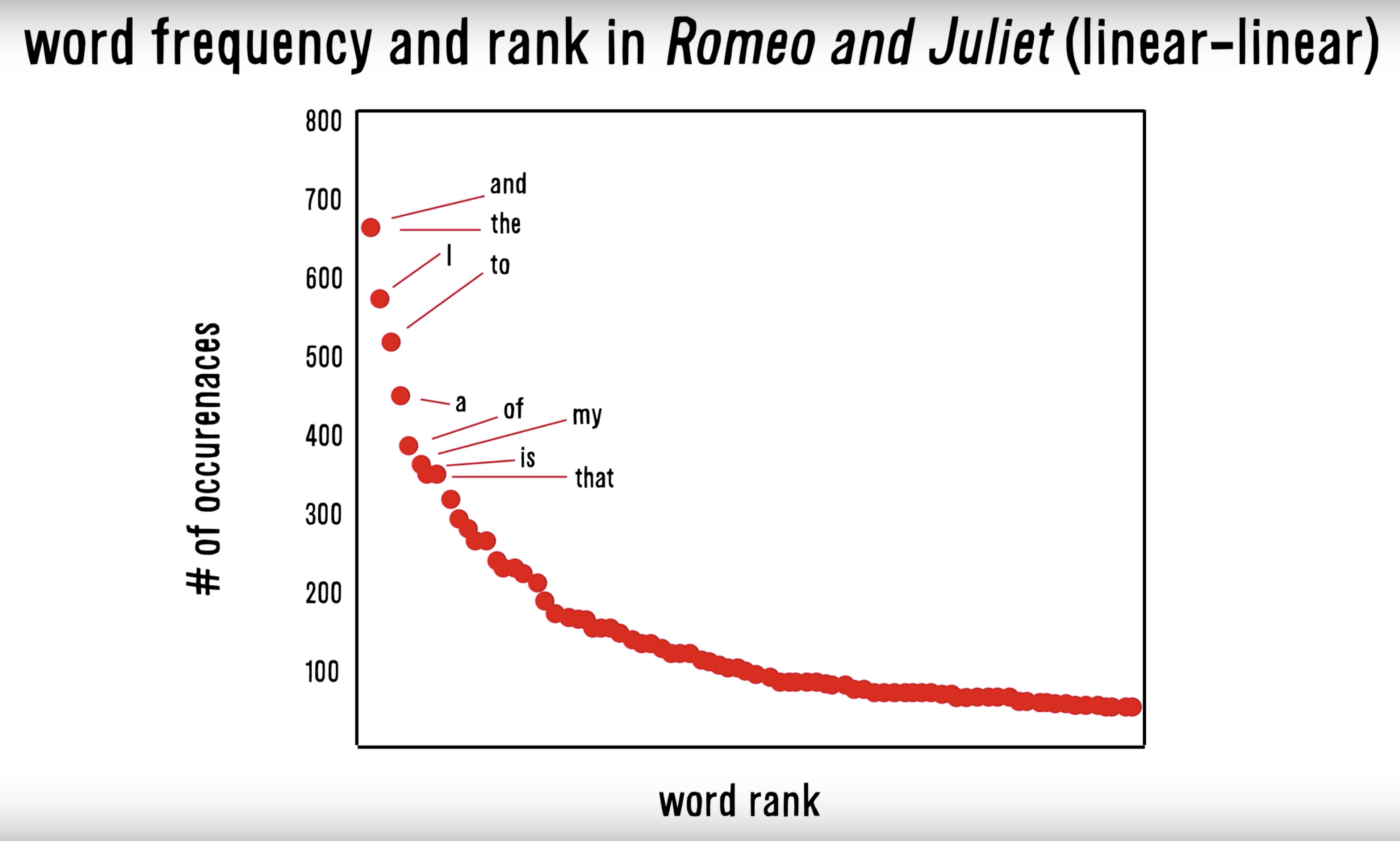 word frequency and rank in Romeo and Juliet (linear-linear)
800
700
600
500
400
300
200
100
# of occurenaces
and
the
I
to
a
of
my
is
that
word rank